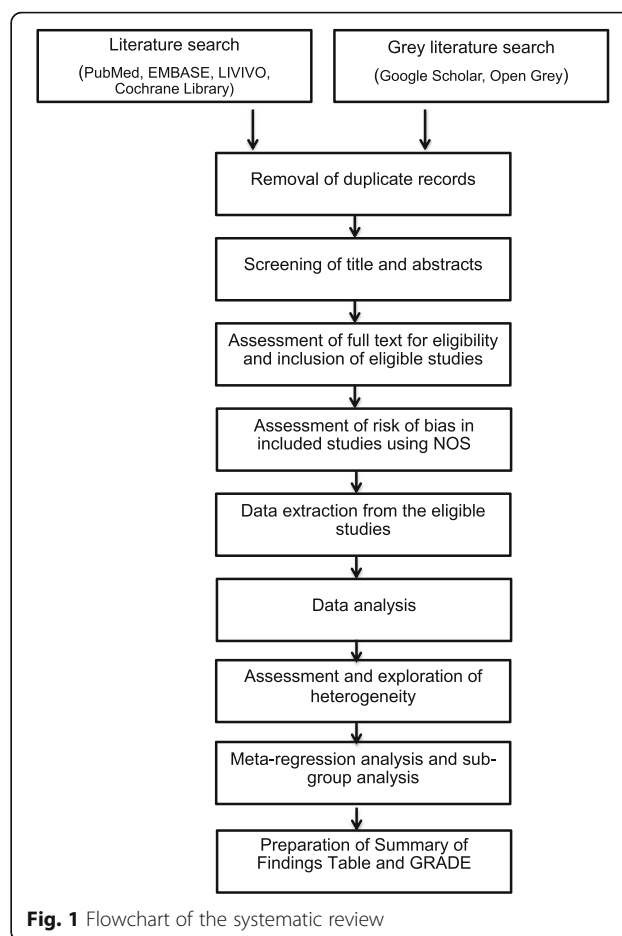 Literature search
(PubMed, EMBASE, LIVIVO,
Cochrane Library)
Grey literature search
(Google Scholar, Open Grey)
Removal of duplicate records
Screening of title and abstracts
Assessment of full text for eligibility
and inclusion of eligible studies
Assessment of risk of bias in
included studies using NOS
Data extraction from the eligible
studies
Data analysis
Assessment and exploration of
heterogeneity
Meta-regression analysis and sub-
group analysis
Preparation of Summary of
Findings Table and GRADE
Fig. 1 Flowchart of the systematic review